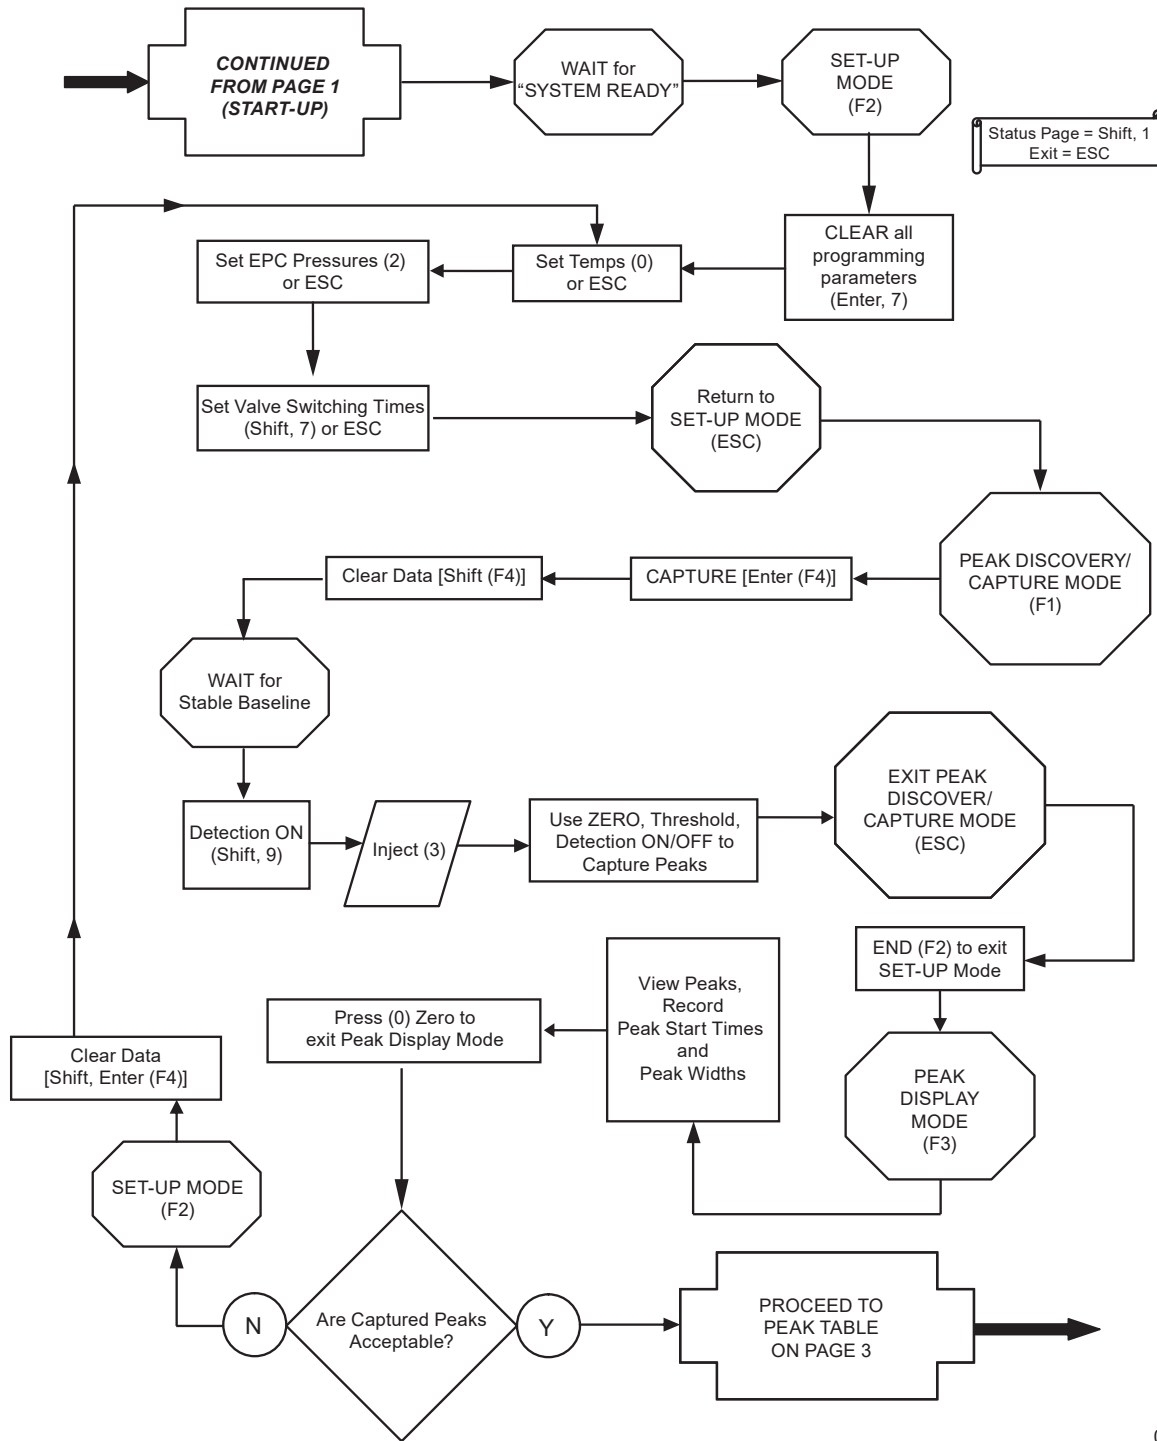 CONTINUED
FROM PAGE 1
(START-UP)
WAIT for
“SYSTEM READY”
SET-UP
MODE
(F2)
Status Page = Shift, 1
Exit = ESC
CLEAR all
programming
parameters
(Enter, 7)
Set Temps (0)
or ESC
Set EPC Pressures (2)
or ESC
Set Valve Switching Times
(Shift, 7) or ESC
Return to
SET-UP MODE
(ESC)
PEAK DISCOVERY/
CAPTURE MODE
(F1)
CAPTURE [Enter (F4)]
Clear Data [Shift (F4)]
WAIT for
Stable Baseline
Detection ON
(Shift, 9)
Inject (3)
Use ZERO, Threshold,
Detection ON/OFF to
Capture Peaks
EXIT PEAK
DISCOVER/
CAPTURE MODE
(ESC)
END (F2) to exit
SET-UP Mode
PEAK
DISPLAY
MODE
(F3)
View Peaks,
Record
Peak Start Times
and
Peak Widths
Press (0) Zero to
exit Peak Display Mode
Are Captured Peaks
Acceptable?
N
Y
SET-UP MODE
(F2)
Clear Data
[Shift, Enter (F4)]
PROCEED TO
PEAK TABLE
ON PAGE 3